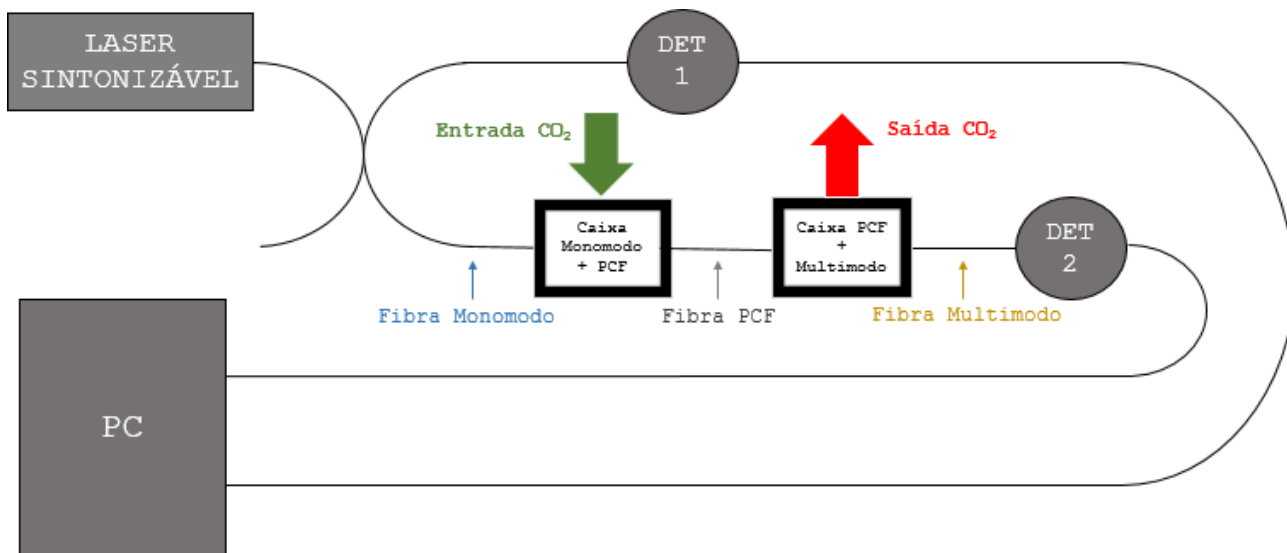 LASER
SINTONIZÁVEL
DET
1
Entrada CO₂
Saída CO₂
Caixa
Monomodo
+ PCF
Caixa PCF
+
Multimodo
DET
2
Fibra Monomodo
Fibra PCF
Fibra Multimodo
PC